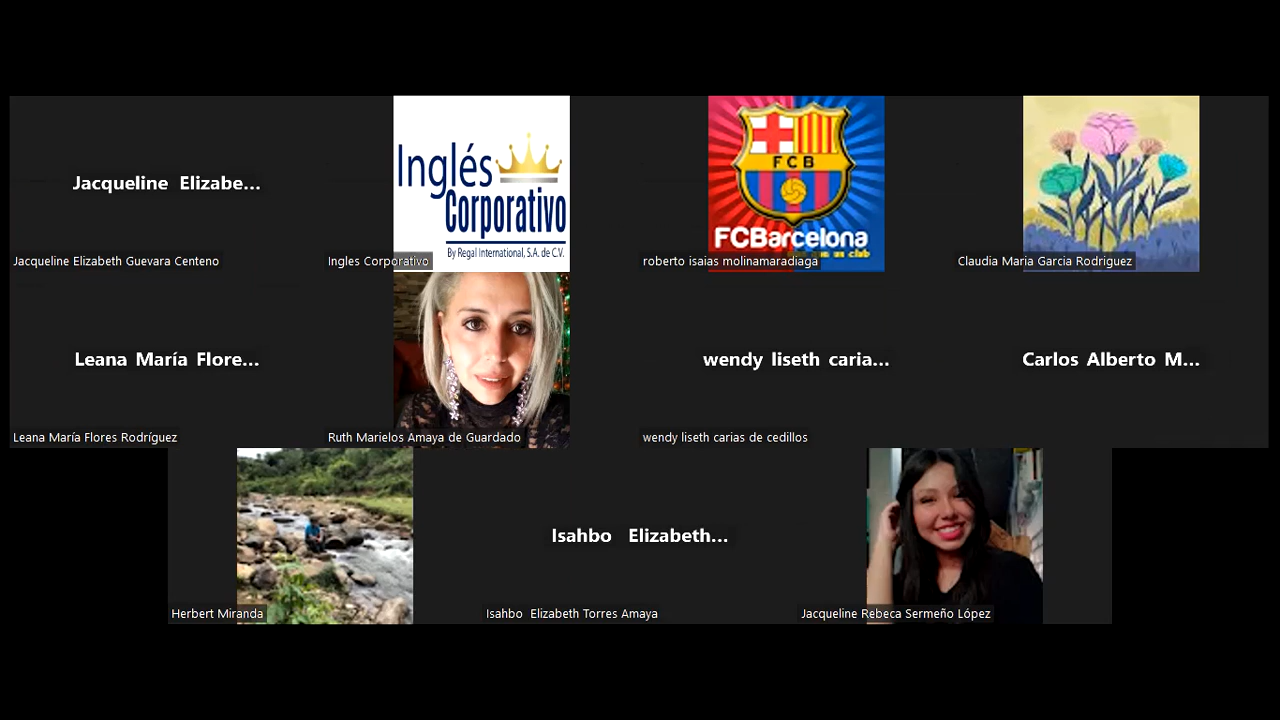 Jacqueline Elizabe...
Jacqueline Elizabeth Guevara Centeno
Inglés
Corporativo
By Regal International, S.A. de C.V.
Ingles Corporativo
FCB
FCBarcelona
roberto isaias molinamaradiaga
Claudia Maria Garcia Rodriguez
Leana María Flore...
Leana María Flores Rodríguez
Ruth Marielos Amaya de Guardado
wendy liseth caria...
wendy liseth carias de cedillos
Carlos Alberto M...
Herbert Miranda
Isahbo Elizabeth...
Isahbo Elizabeth Torres Amaya
Jacqueline Rebeca Sermeño López